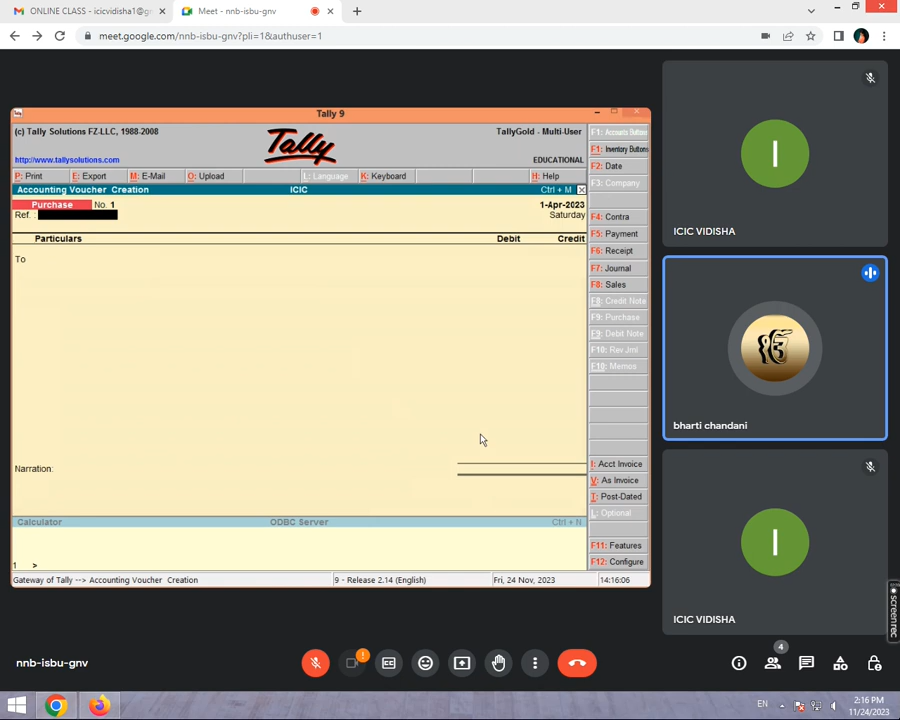 ONLINE CLASS - icicvidisha1@g
Meet - nnb-isbu-gnv
meet.google.com/nnb-isbu-gnv?pli=1&authuser=1
Tally 9
(c) Tally Solutions FZ-LLC, 1988-2008
Tally
TallyGold - Multi-User
http://www.tallysolutions.com
EDUCATIONAL
P: Print
E: Export
M: E-Mail
O: Upload
L: Language
K: Keyboard
H: Help
Accounting Voucher Creation
ICIC
Ctrl + M
Purchase No. 1
1-Apr-2023
Ref. :
Saturday
Particulars
Debit
Credit
To
Narration:
F1: Accounts Buttons
F1: Inventory Buttons
F2: Date
F3: Company
F4: Contra
F5: Payment
F6: Receipt
F7: Journal
F8: Sales
F8: Credit Note
F9: Purchase
F9: Debit Note
F10: Rev Jrnl
F10: Memos
I: Acct Invoice
V: As Invoice
T: Post-Dated
L: Optional
F11: Features
F12: Configure
Calculator
ODBC Server
Ctrl + N
1 >
Gateway of Tally --> Accounting Voucher Creation
9 - Release 2.14 (English)
Fri, 24 Nov, 2023
14:16:06
I
ICIC VIDISHA
ੴ
bharti chandani
I
ICIC VIDISHA
screen rec
nnb-isbu-gnv
4
EN
2:16 PM
11/24/2023